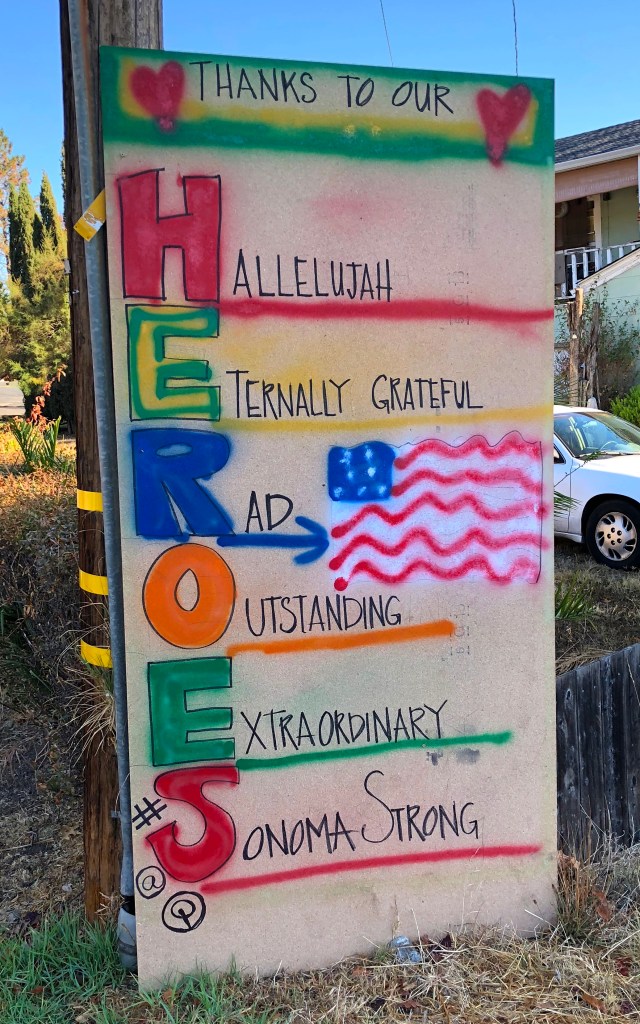 THANKS TO OUR
HALLELUJAH
ETERNALLY GRATEFUL
RAD
OUTSTANDING
EXTRAORDINARY
#SONOMA STRONG
@